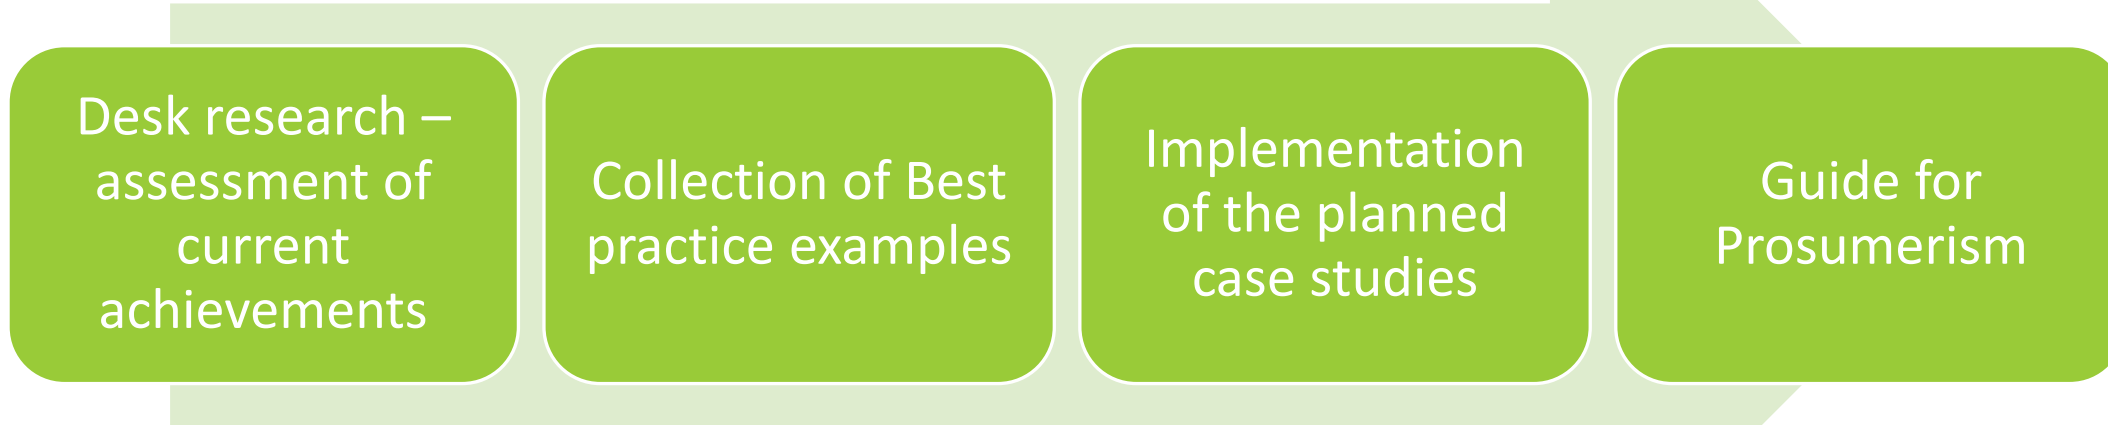 Desk research –
assessment of
current
achievements
Collection of Best
practice examples
Implementation
of the planned
case studies
Guide for
Prosumerism